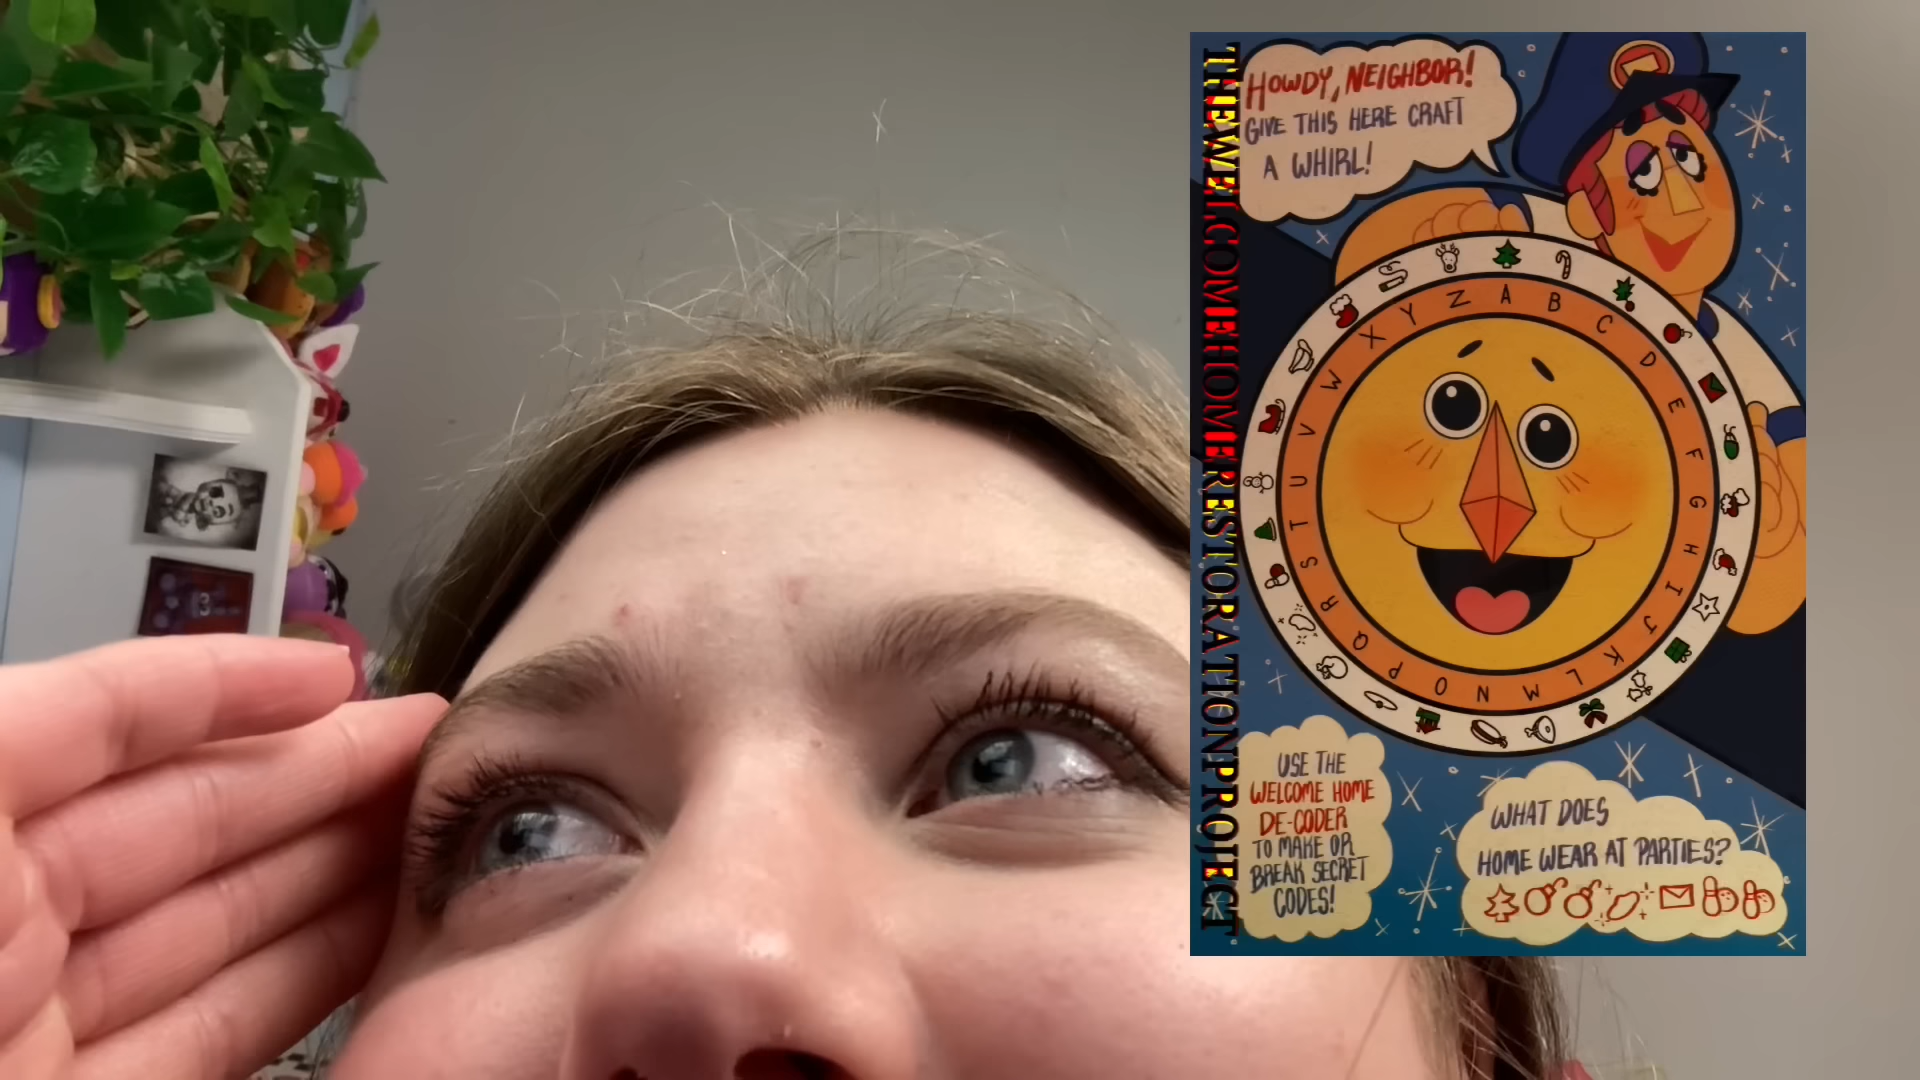 HOWDY, NEIGHBOR!
GIVE THIS HERE CRAFT
A WHIRL!
THEWELCOMEHOMERESTORATIONPROJECT
A B C D E F G H I J K L M N O P Q R S T U V W X Y Z
USE THE
WELCOME HOME
DE-CODER
TO MAKE OR
BREAK SECRET
CODES!
WHAT DOES
HOME WEAR AT PARTIES?